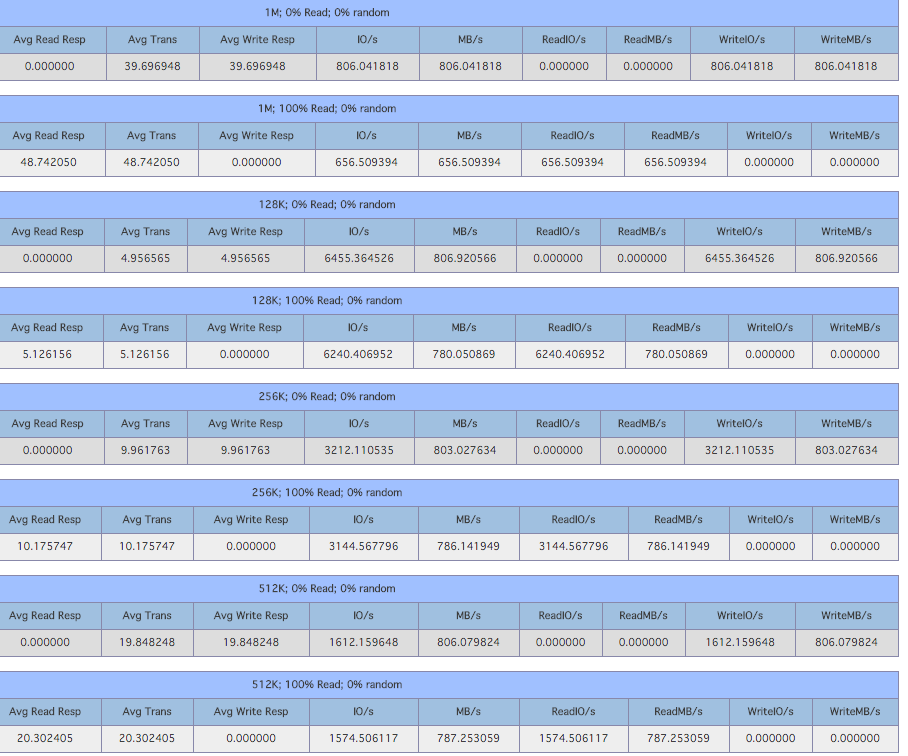 1M; 0% Read; 0% random
Avg Read Resp Avg Trans Avg Write Resp IO/s MB/s ReadIO/s ReadMB/s WriteIO/s WriteMB/s
0.000000 39.696948 39.696948 806.041818 806.041818 0.000000 0.000000 806.041818 806.041818
1M; 100% Read; 0% random
Avg Read Resp Avg Trans Avg Write Resp IO/s MB/s ReadIO/s ReadMB/s WriteIO/s WriteMB/s
48.742050 48.742050 0.000000 656.509394 656.509394 656.509394 656.509394 0.000000 0.000000
128K; 0% Read; 0% random
Avg Read Resp Avg Trans Avg Write Resp IO/s MB/s ReadIO/s ReadMB/s WriteIO/s WriteMB/s
0.000000 4.956565 4.956565 6455.364526 806.920566 0.000000 0.000000 6455.364526 806.920566
128K; 100% Read; 0% random
Avg Read Resp Avg Trans Avg Write Resp IO/s MB/s ReadIO/s ReadMB/s WriteIO/s WriteMB/s
5.126156 5.126156 0.000000 6240.406952 780.050869 6240.406952 780.050869 0.000000 0.000000
256K; 0% Read; 0% random
Avg Read Resp Avg Trans Avg Write Resp IO/s MB/s ReadIO/s ReadMB/s WriteIO/s WriteMB/s
0.000000 9.961763 9.961763 3212.110535 803.027634 0.000000 0.000000 3212.110535 803.027634
256K; 100% Read; 0% random
Avg Read Resp Avg Trans Avg Write Resp IO/s MB/s ReadIO/s ReadMB/s WriteIO/s WriteMB/s
10.175747 10.175747 0.000000 3144.567796 786.141949 3144.567796 786.141949 0.000000 0.000000
512K; 0% Read; 0% random
Avg Read Resp Avg Trans Avg Write Resp IO/s MB/s ReadIO/s ReadMB/s WriteIO/s WriteMB/s
0.000000 19.848248 19.848248 1612.159648 806.079824 0.000000 0.000000 1612.159648 806.079824
512K; 100% Read; 0% random
Avg Read Resp Avg Trans Avg Write Resp IO/s MB/s ReadIO/s ReadMB/s WriteIO/s WriteMB/s
20.302405 20.302405 0.000000 1574.506117 787.253059 1574.506117 787.253059 0.000000 0.000000